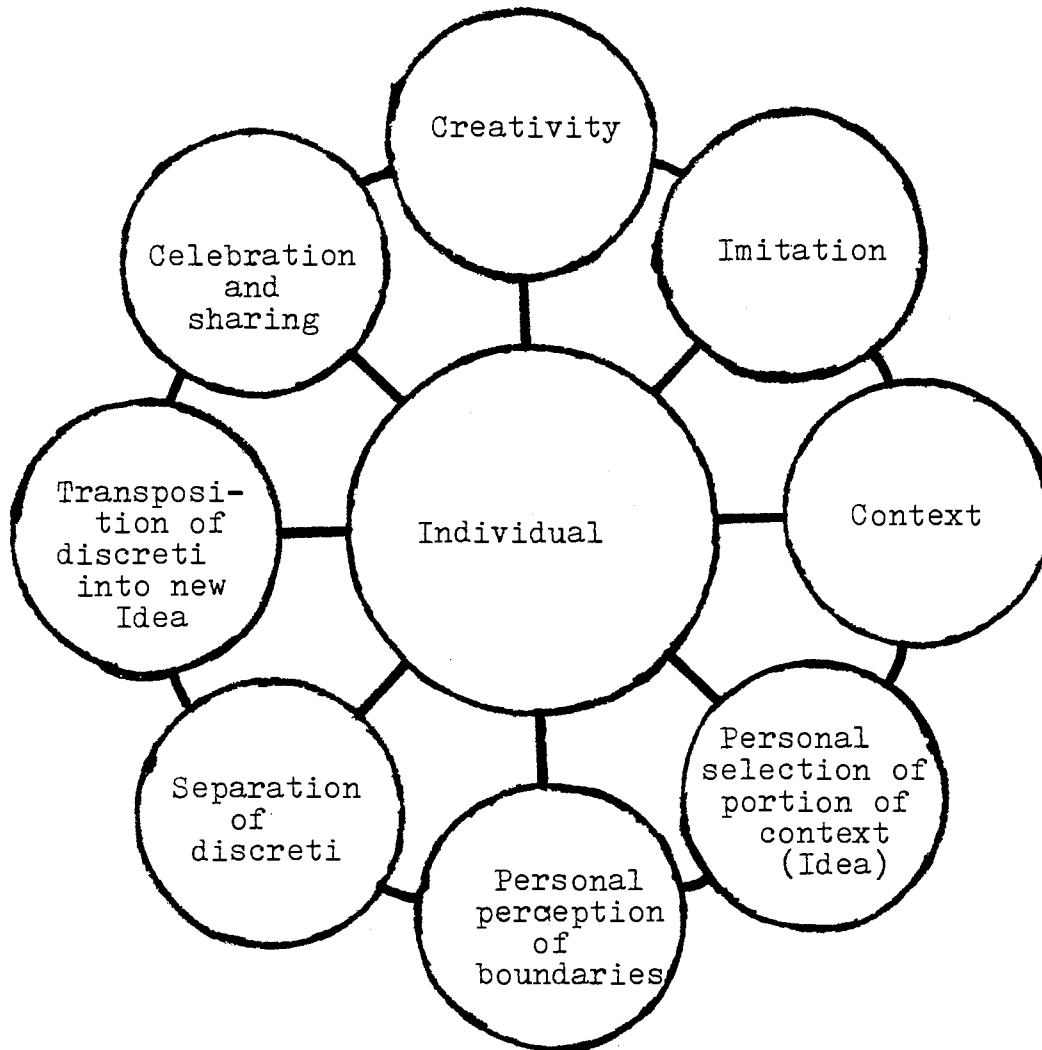 Creativity
Imitation
Context
Personal
selection of
portion of
context
(Idea)
Personal
perception
of
boundaries
Separation
of
discreti
Transposi-
tion of
discreti
into new
Idea
Celebration
and
sharing
Individual